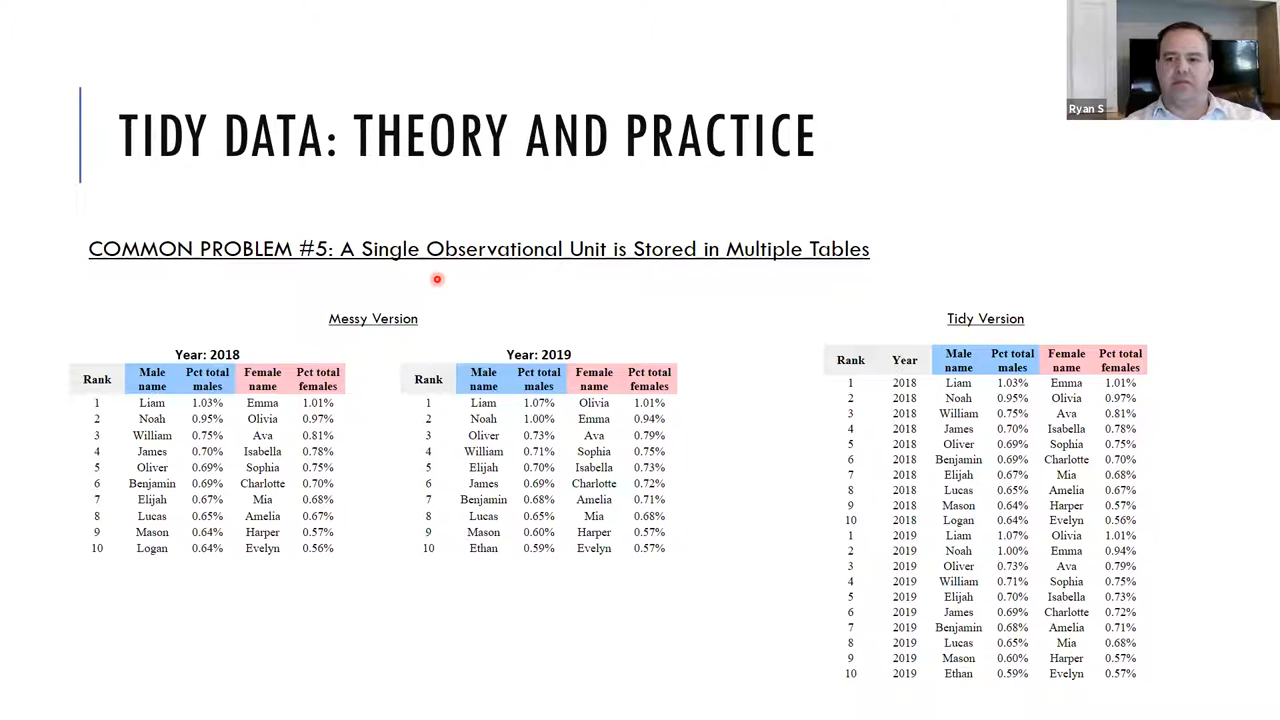 Ryan S
TIDY DATA: THEORY AND PRACTICE
COMMON PROBLEM #5: A Single Observational Unit is Stored in Multiple Tables
Messy Version
Year: 2018
Rank Male name Pct total males Female name Pct total females
1 Liam 1.03% Emma 1.01%
2 Noah 0.95% Olivia 0.97%
3 William 0.75% Ava 0.81%
4 James 0.70% Isabella 0.78%
5 Oliver 0.69% Sophia 0.75%
6 Benjamin 0.69% Charlotte 0.70%
7 Elijah 0.67% Mia 0.68%
8 Lucas 0.65% Amelia 0.67%
9 Mason 0.64% Harper 0.57%
10 Logan 0.64% Evelyn 0.56%
Year: 2019
Rank Male name Pct total males Female name Pct total females
1 Liam 1.07% Olivia 1.01%
2 Noah 1.00% Emma 0.94%
3 Oliver 0.73% Ava 0.79%
4 William 0.71% Sophia 0.75%
5 Elijah 0.70% Isabella 0.73%
6 James 0.69% Charlotte 0.72%
7 Benjamin 0.68% Amelia 0.71%
8 Lucas 0.65% Mia 0.68%
9 Mason 0.60% Harper 0.57%
10 Ethan 0.59% Evelyn 0.57%
Tidy Version
Rank Year Male name Pct total males Female name Pct total females
1 2018 Liam 1.03% Emma 1.01%
2 2018 Noah 0.95% Olivia 0.97%
3 2018 William 0.75% Ava 0.81%
4 2018 James 0.70% Isabella 0.78%
5 2018 Oliver 0.69% Sophia 0.75%
6 2018 Benjamin 0.69% Charlotte 0.70%
7 2018 Elijah 0.67% Mia 0.68%
8 2018 Lucas 0.65% Amelia 0.67%
9 2018 Mason 0.64% Harper 0.57%
10 2018 Logan 0.64% Evelyn 0.56%
1 2019 Liam 1.07% Olivia 1.01%
2 2019 Noah 1.00% Emma 0.94%
3 2019 Oliver 0.73% Ava 0.79%
4 2019 William 0.71% Sophia 0.75%
5 2019 Elijah 0.70% Isabella 0.73%
6 2019 James 0.69% Charlotte 0.72%
7 2019 Benjamin 0.68% Amelia 0.71%
8 2019 Lucas 0.65% Mia 0.68%
9 2019 Mason 0.60% Harper 0.57%
10 2019 Ethan 0.59% Evelyn 0.57%